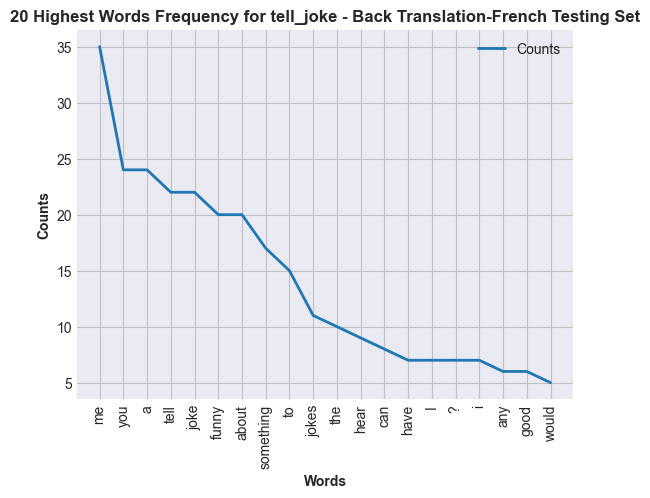 20 Highest Words Frequency for tell_joke - Back Translation-French Testing Set
Counts
35
30
25
20
15
10
5
Counts
me
you
a
tell
joke
funny
about
something
to
jokes
the
hear
can
have
I
?
i
any
good
would
Words